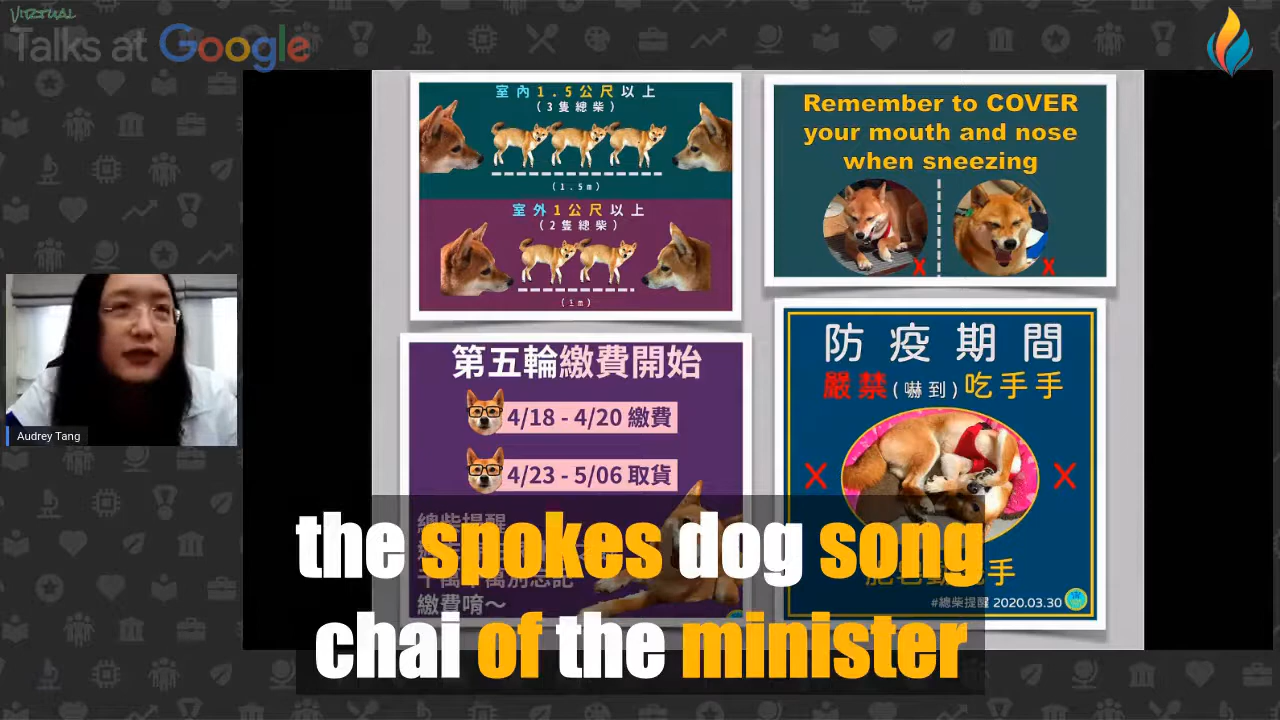 VIRTUAL
Talks at Google
室內1.5公尺以上
(3隻總柴)
(1.5m)
室外1公尺以上
(2隻總柴)
(1m)
Remember to COVER
your mouth and nose
when sneezing
X
X
第五輪繳費開始
4/18 - 4/20 繳費
4/23 - 5/06 取貨
繳費唷～
防疫期間
嚴禁(嚇到)吃手手
X
X
手
#總柴提醒 2020.03.30
Audrey Tang
the spokes dog song
chai of the minister